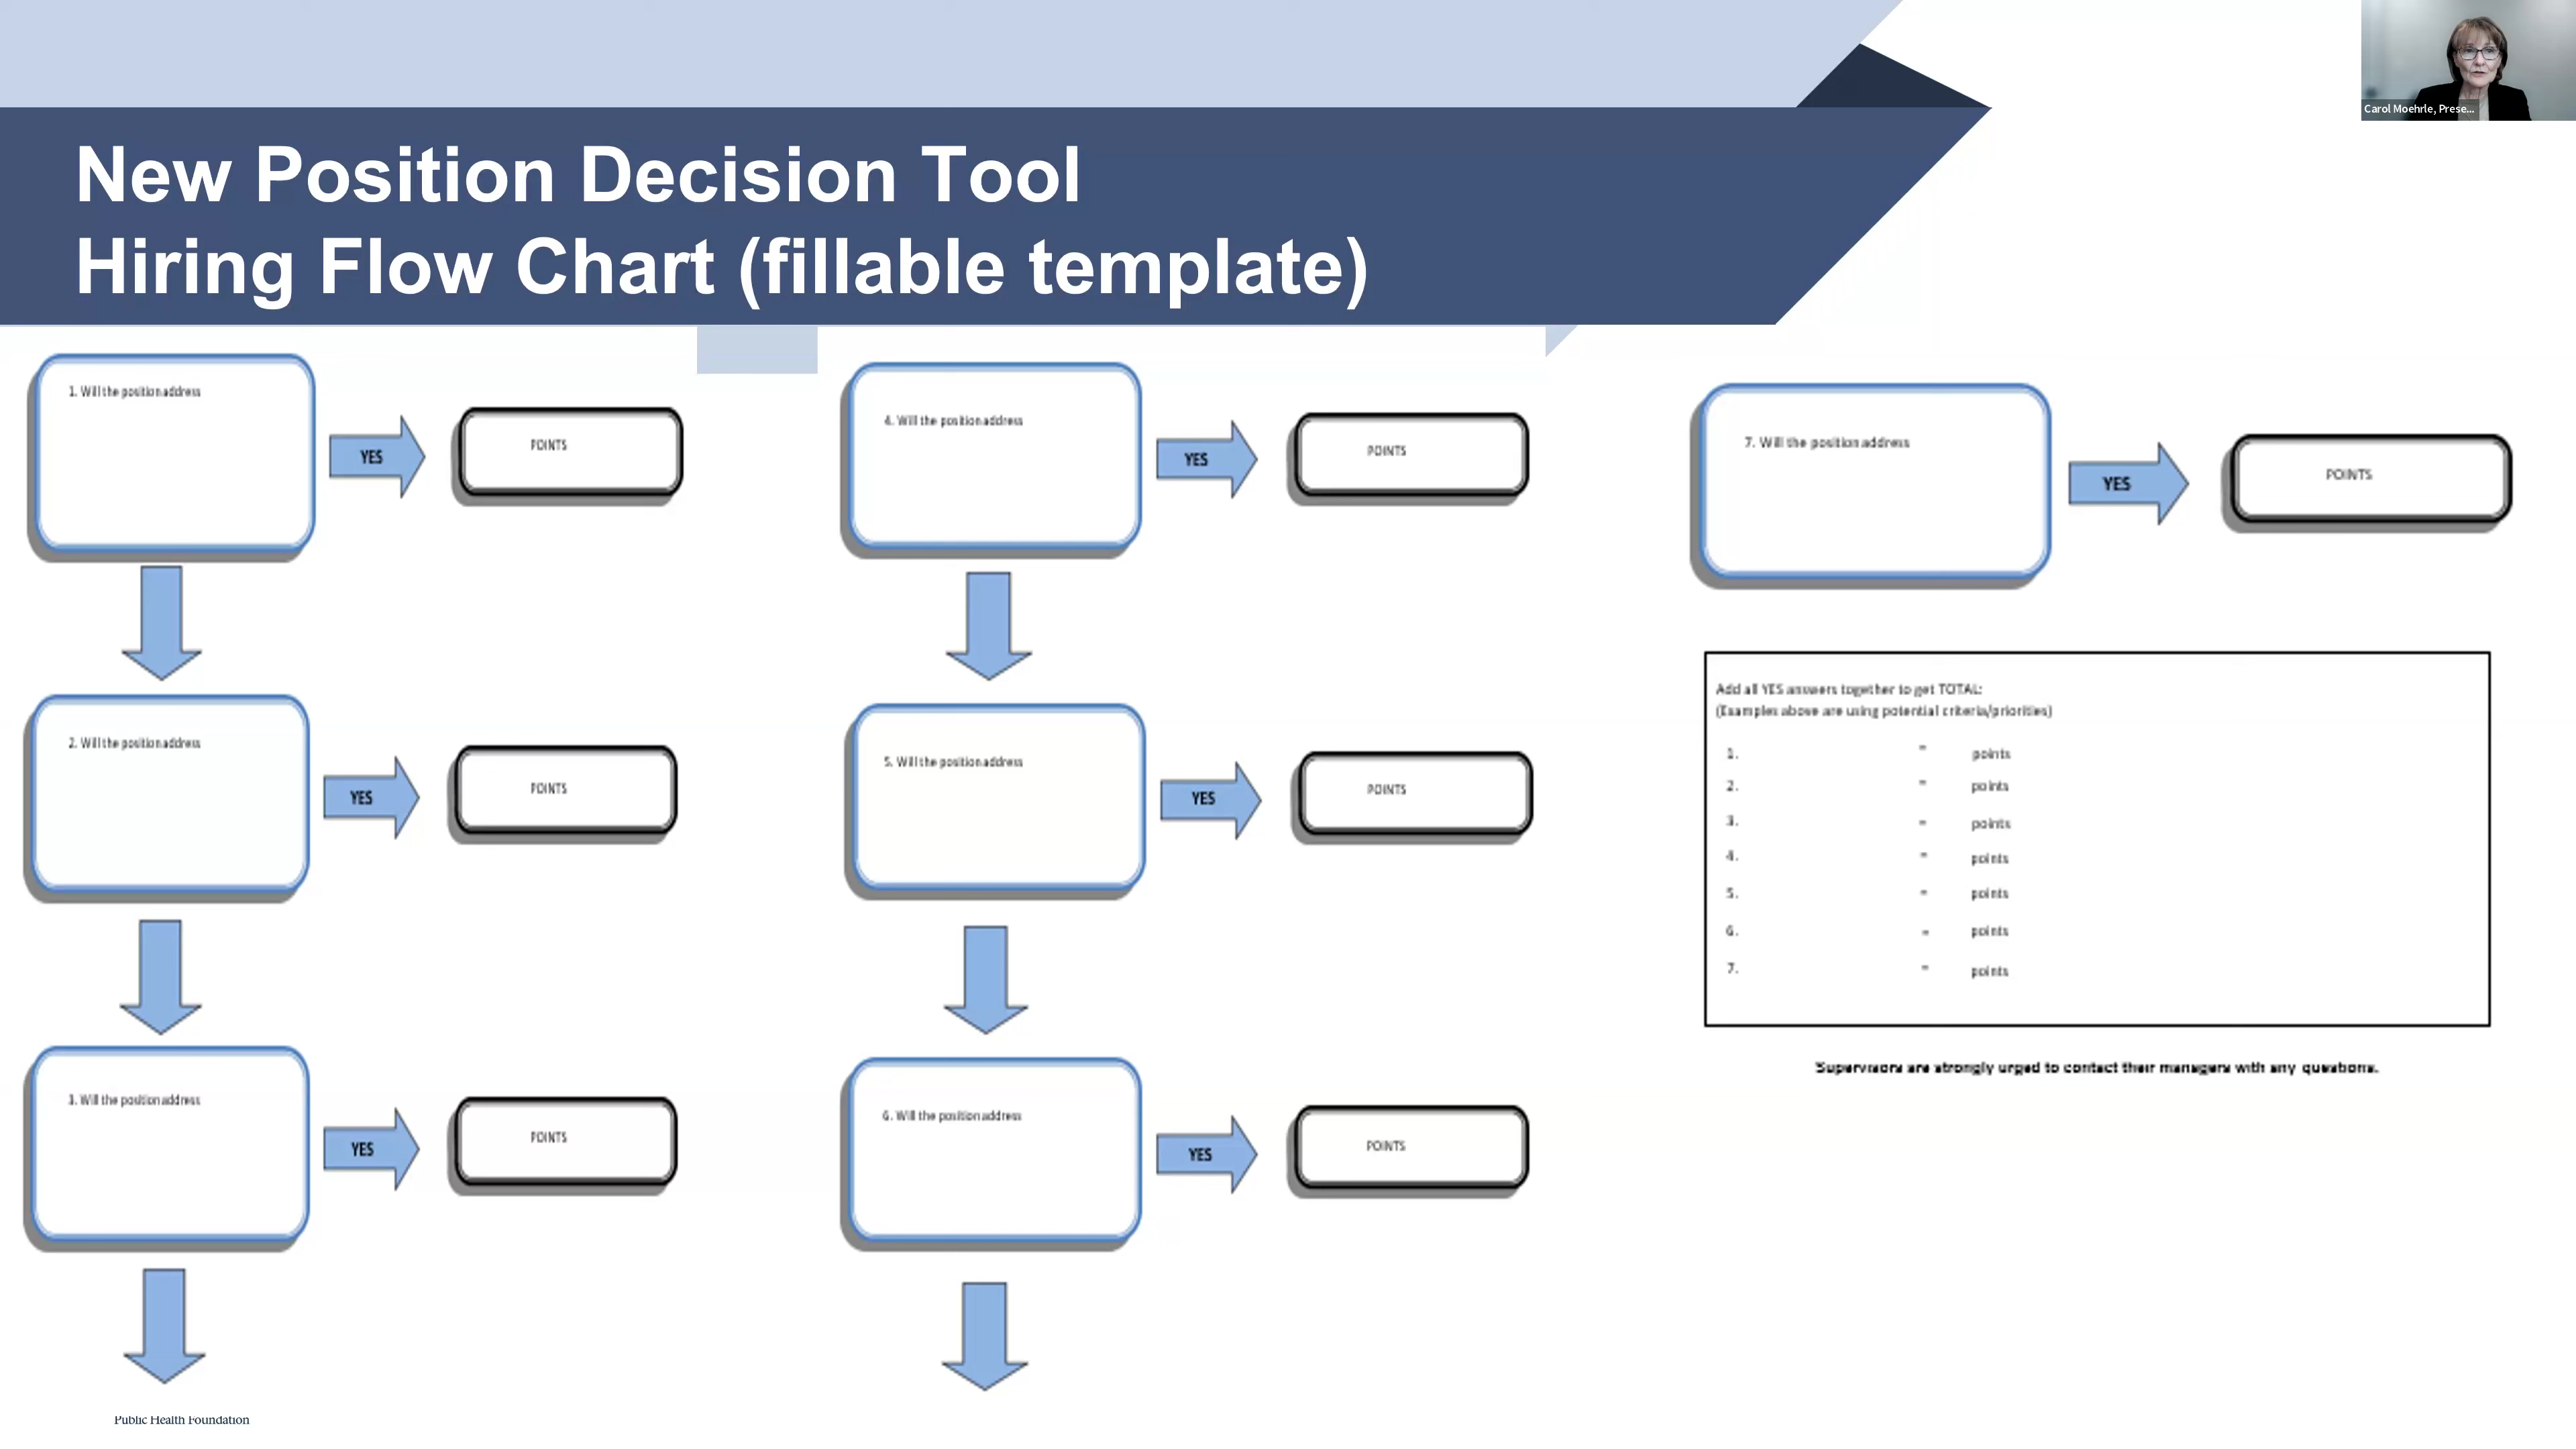 New Position Decision Tool
Hiring Flow Chart (fillable template)
Carol Moehrle, Prese...
1. Will the position address
YES
POINTS
2. Will the position address
YES
POINTS
3. Will the position address
YES
POINTS
4. Will the position address
YES
POINTS
5. Will the position address
YES
POINTS
6. Will the position address
YES
POINTS
7. Will the position address
YES
POINTS
Add all YES answers together to get TOTAL:
(Examples above are using potential criteria/priorities)
1. = points
2. = points
3. = points
4. = points
5. = points
6. = points
7. = points
Supervisors are strongly urged to contact their managers with any questions.
Public Health Foundation